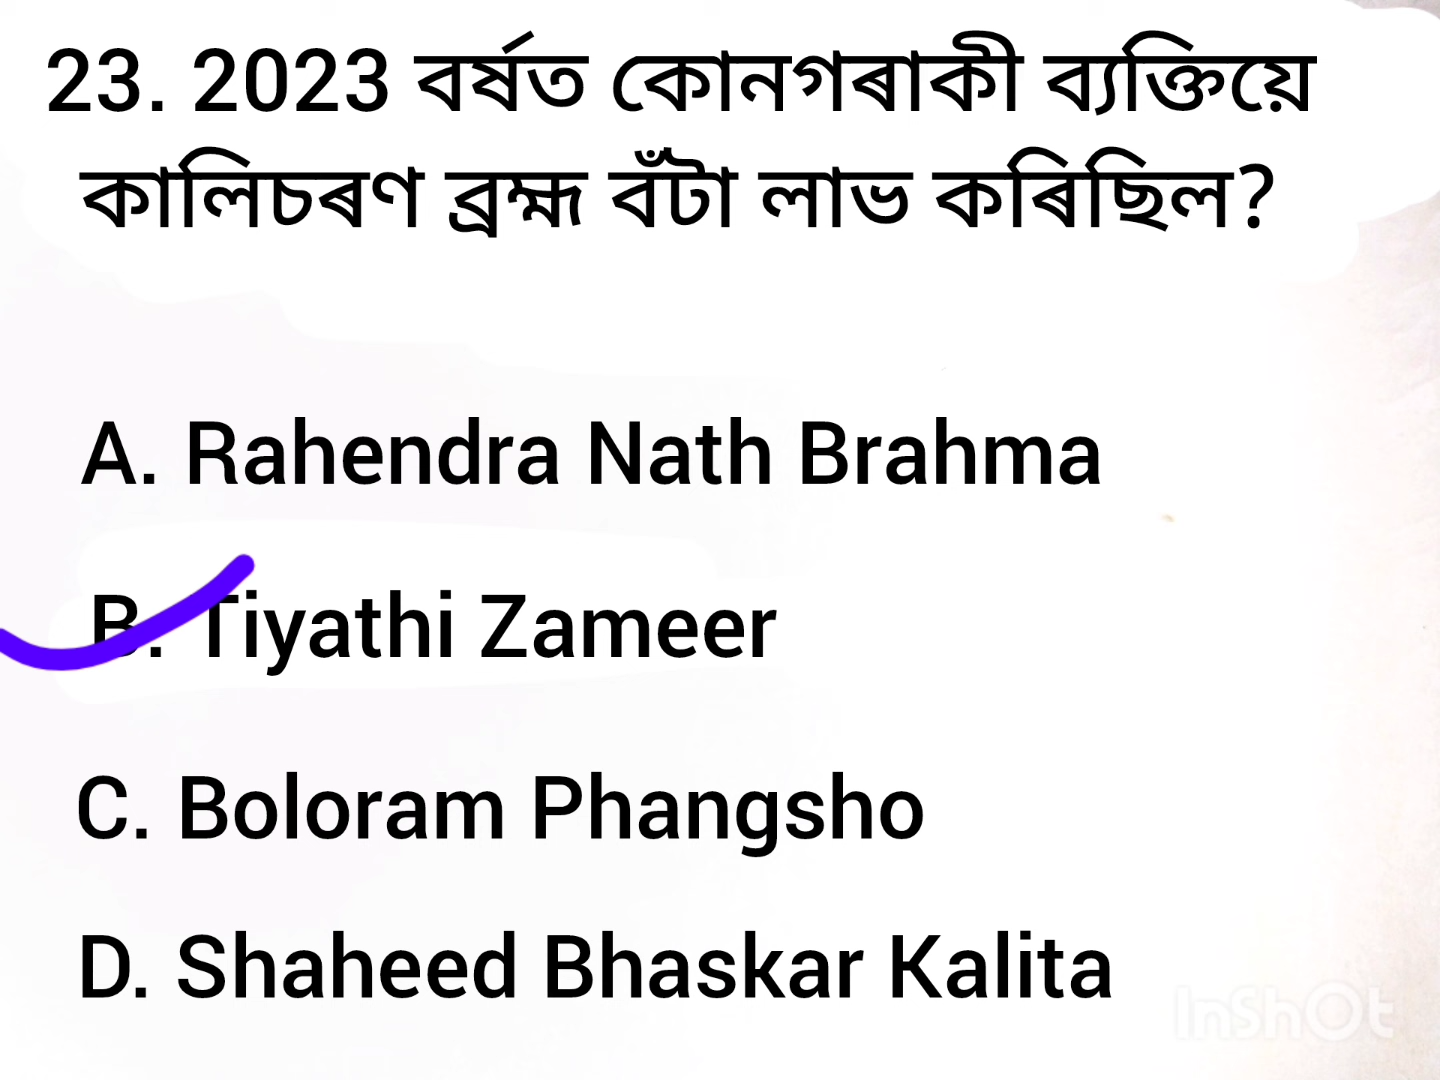 23. 2023 বৰ্ষত কোনগৰাকী ব্যক্তিয়ে
কালিচৰণ ব্ৰহ্ম বঁটা লাভ কৰিছিল?
A. Rahendra Nath Brahma
B. Tiyathi Zameer
C. Boloram Phangsho
D. Shaheed Bhaskar Kalita
InShOt